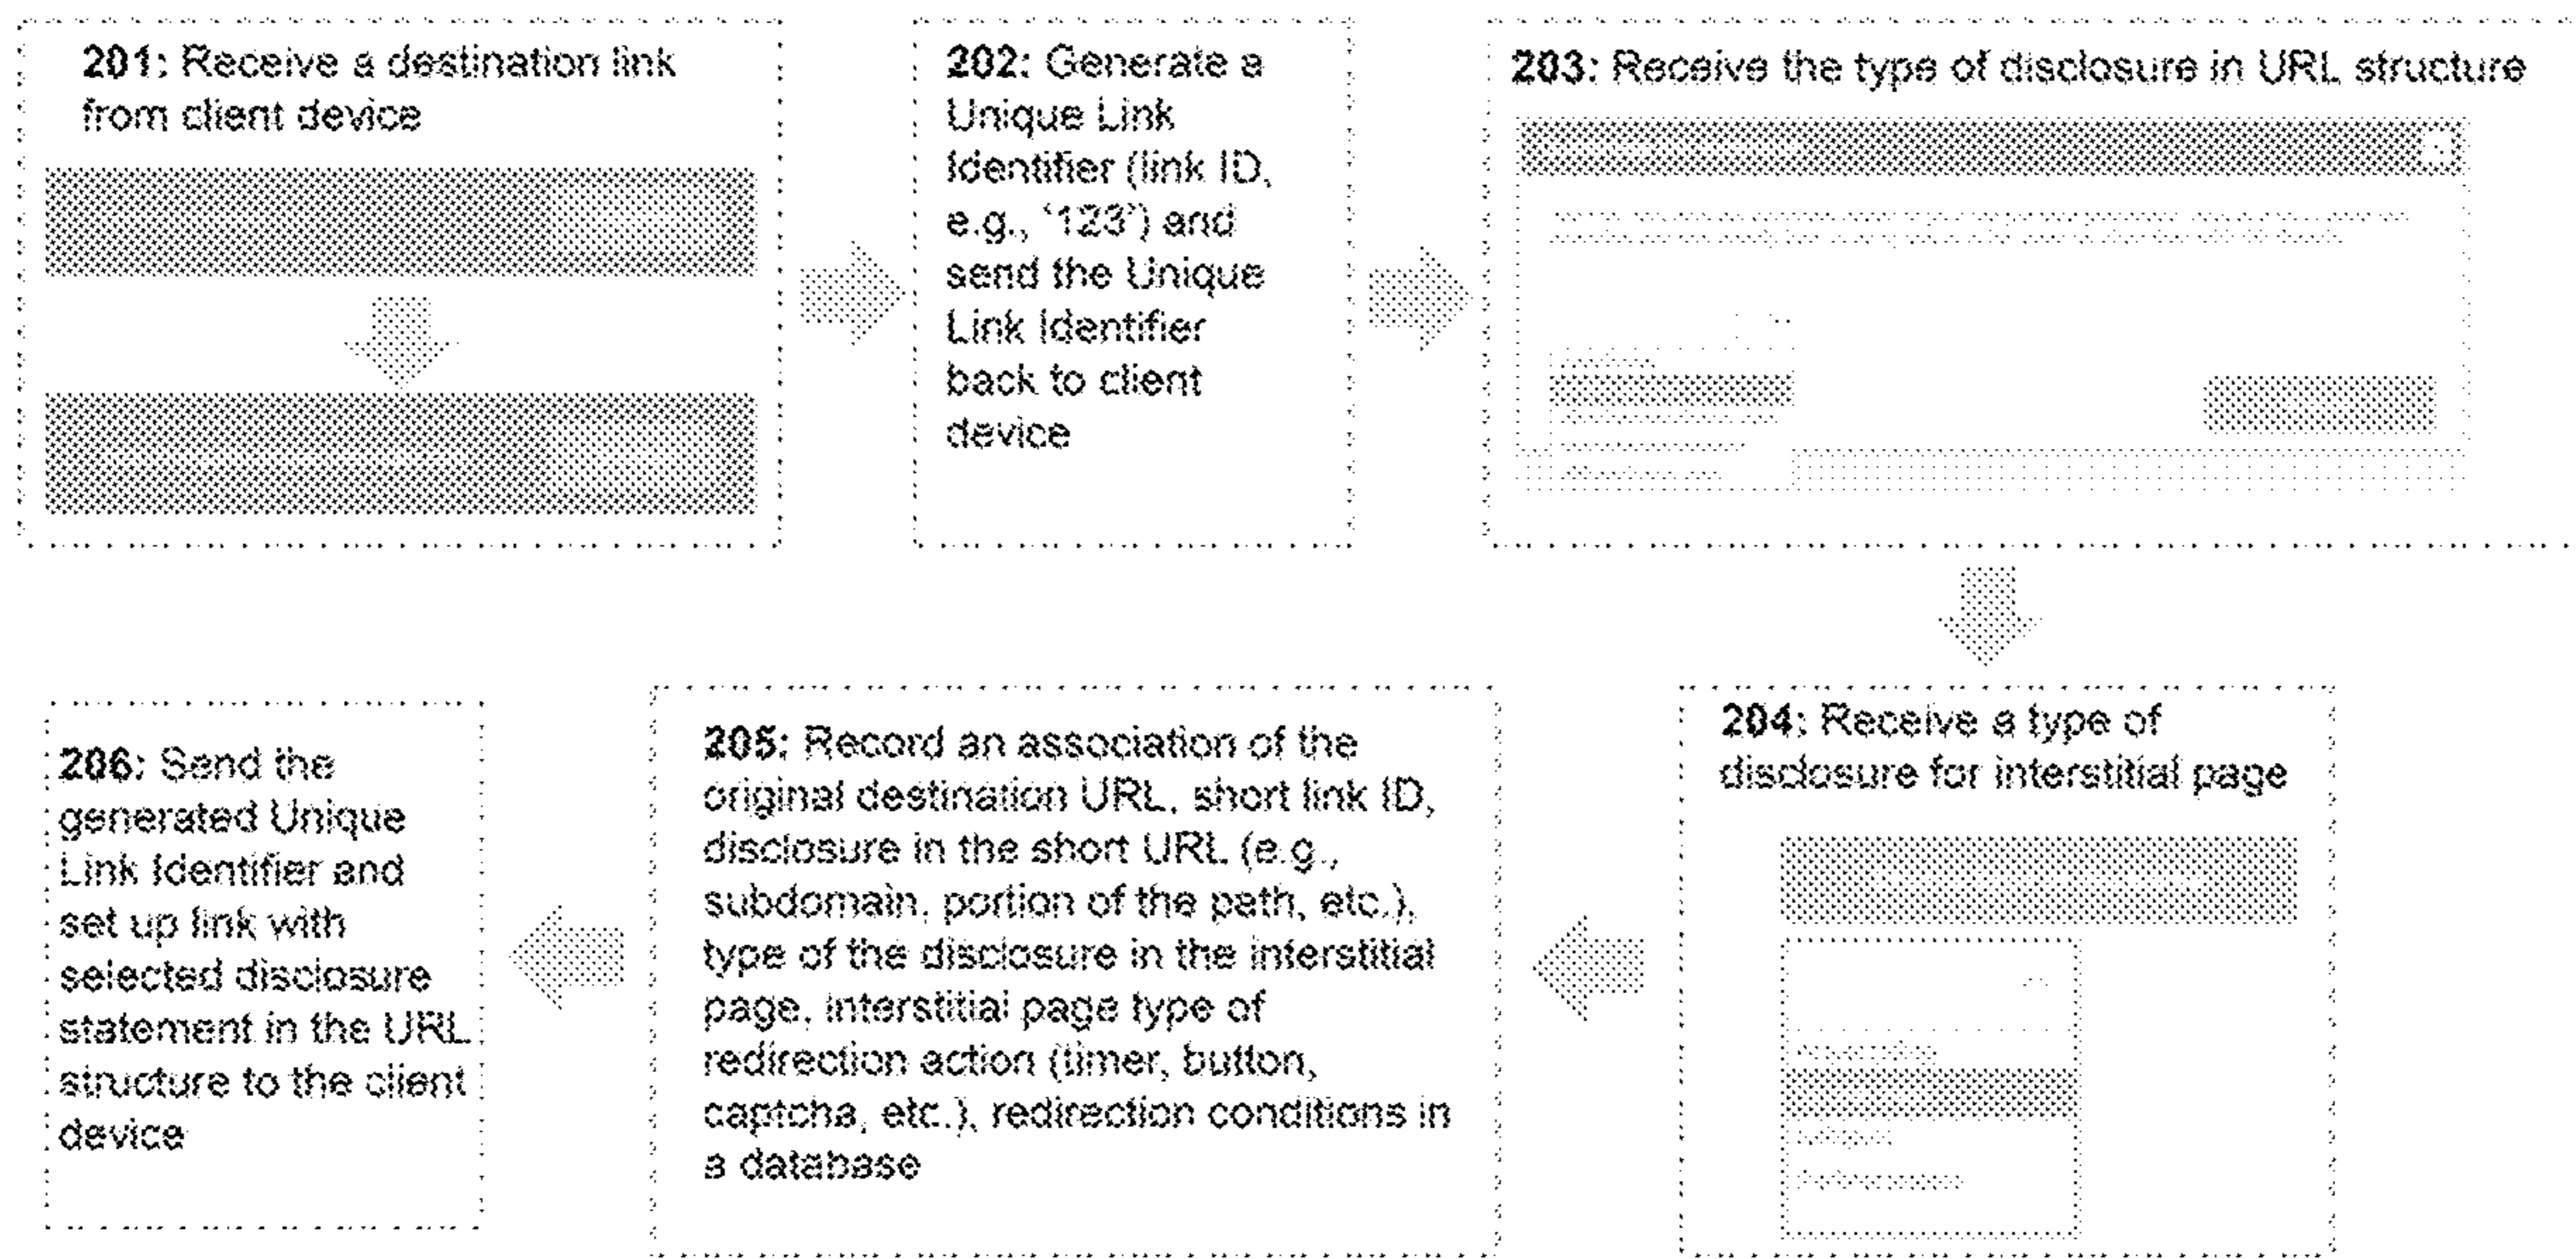 201: Receive a destination link
from client device
202: Generate a
Unique Link
Identifier (link ID,
e.g., ‘123’) and
send the Unique
Link Identifier
back to client
device
203: Receive the type of disclosure in URL structure
204: Receive a type of
disclosure for interstitial page
205: Record an association of the
original destination URL, short link ID,
disclosure in the short URL (e.g.,
subdomain, portion of the path, etc.),
type of the disclosure in the interstitial
page, interstitial page type of
redirection action (timer, button,
captcha, etc.), redirection conditions in
a database
206: Send the
generated Unique
Link Identifier and
set up link with
selected disclosure
statement in the URL
structure to the client
device